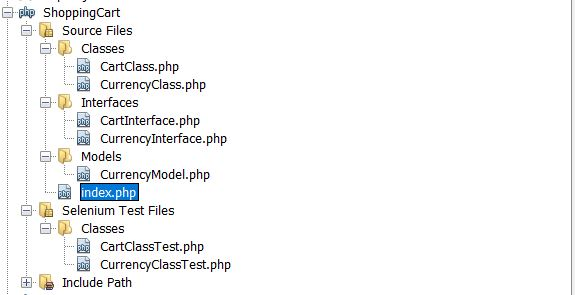 ShoppingCart
Source Files
Classes
CartClass.php
CurrencyClass.php
Interfaces
CartInterface.php
CurrencyInterface.php
Models
CurrencyModel.php
index.php
Selenium Test Files
Classes
CartClassTest.php
CurrencyClassTest.php
Include Path